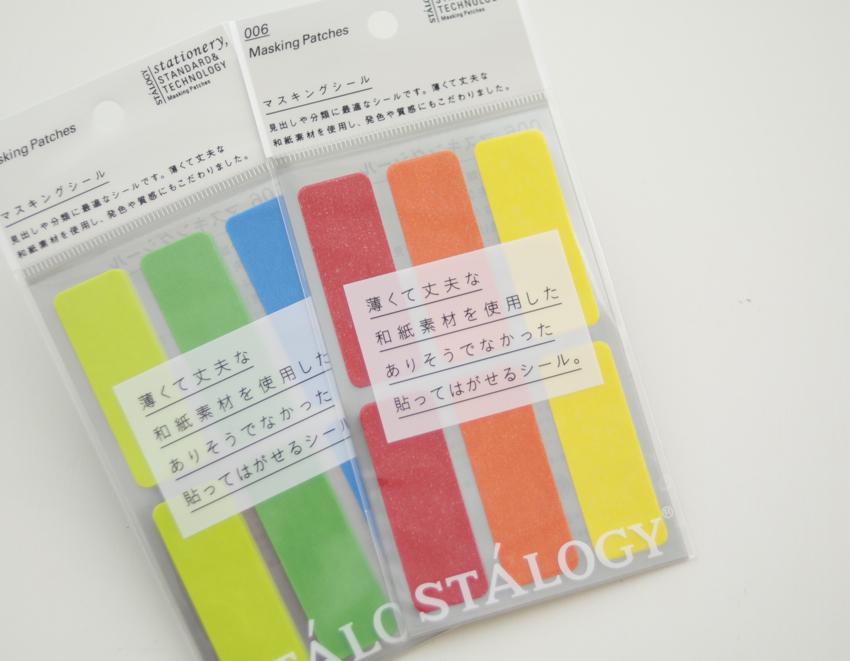 stationery,
STANDARD&
TECHNOLOGY
Masking Patches
STÁLOGY
Masking Patches
マスキングシール
見出しや分類に最適なシールです。薄くて丈夫な
和紙素材を使用し、発色や質感にもこだわりました。
薄くて丈夫な
和紙素材を使用した
ありそうでなかった
貼ってはがせるシール
STÁLO
006
Masking Patches
TECHNOLOGY
Masking Patches
マスキングシール
見出しや分類に最適なシールです。薄くて丈夫な
和紙素材を使用し、発色や質感にもこだわりました。
薄くて丈夫な
和紙素材を使用した
ありそうでなかった
貼ってはがせるシール。
STÁLOGY®